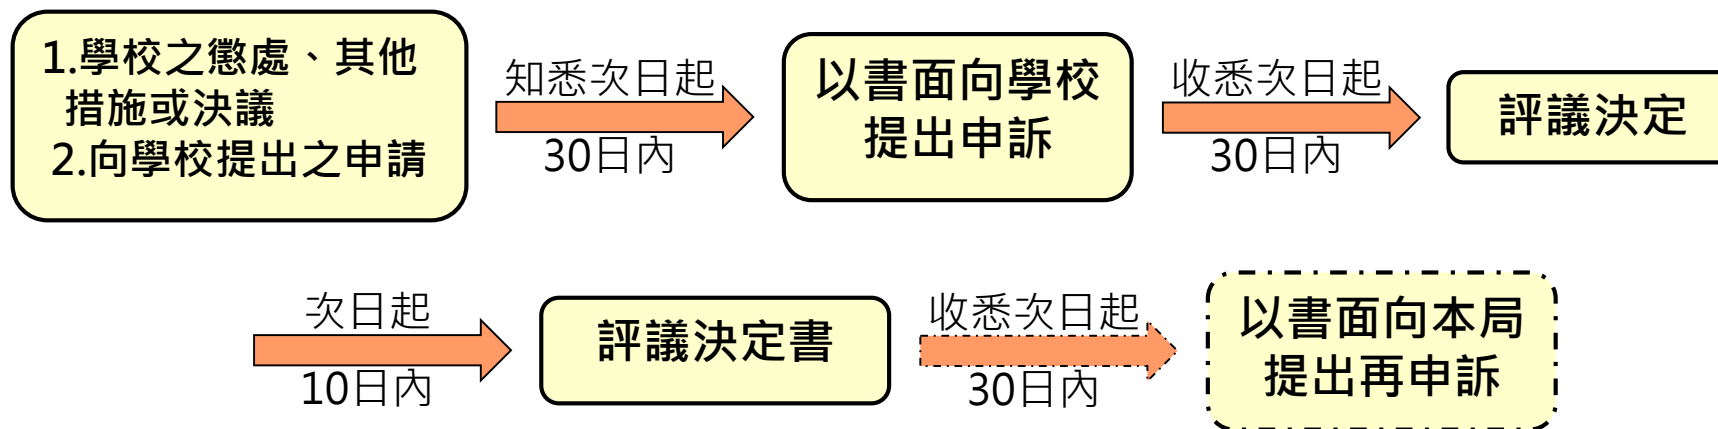 1.學校之懲處、其他
措施或決議
2.向學校提出之申請
知悉次日起
30日內
以書面向學校
提出申訴
收悉次日起
30日內
評議決定
次日起
10日內
評議決定書
收悉次日起
30日內
以書面向本局
提出再申訴